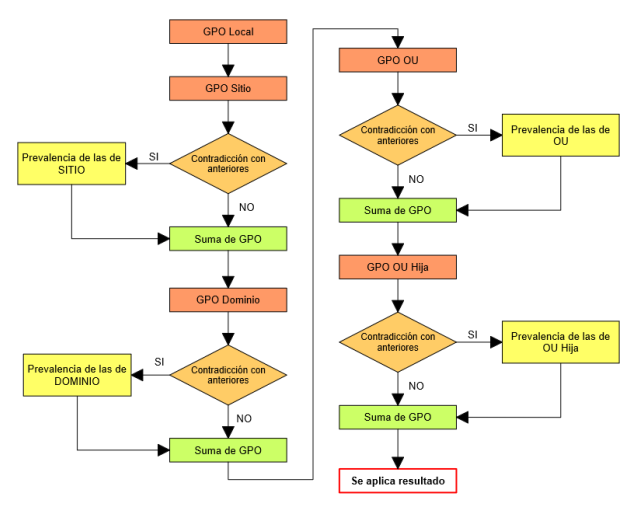 GPO Local
GPO Sitio
Contradicción con
anteriores
SI
Prevalencia de las de
SITIO
NO
Suma de GPO
GPO Dominio
Contradicción con
anteriores
SI
Prevalencia de las de
DOMINIO
NO
Suma de GPO
GPO OU
Contradicción con
anteriores
SI
Prevalencia de las de
OU
NO
Suma de GPO
GPO OU Hija
Contradicción con
anteriores
SI
Prevalencia de las de
OU Hija
NO
Suma de GPO
Se aplica resultado